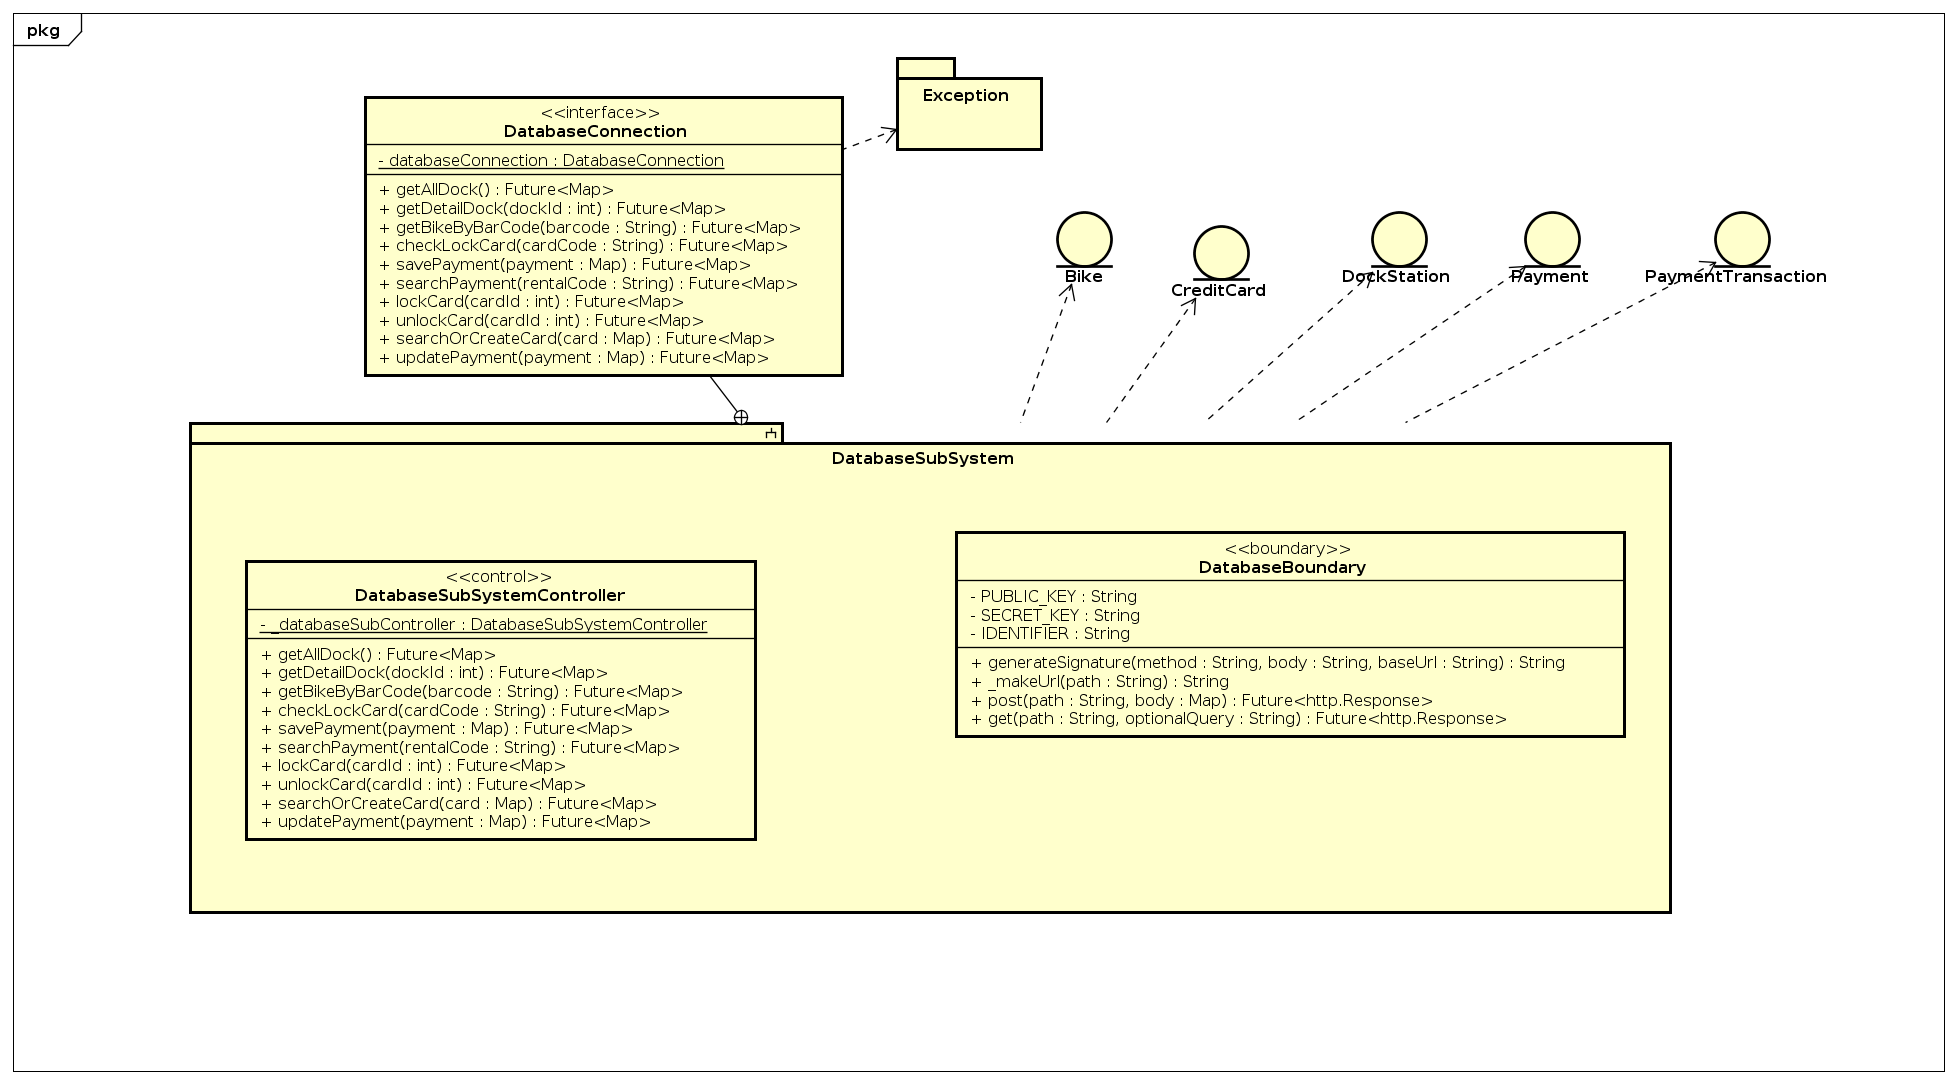 pkg
Exception
<<interface>>
DatabaseConnection
- databaseConnection : DatabaseConnection
+ getAllDock() : Future<Map>
+ getDetailDock(dockId : int) : Future<Map>
+ getBikeByBarCode(barcode : String) : Future<Map>
+ checkLockCard(cardCode : String) : Future<Map>
+ savePayment(payment : Map) : Future<Map>
+ searchPayment(rentalCode : String) : Future<Map>
+ lockCard(cardId : int) : Future<Map>
+ unlockCard(cardId : int) : Future<Map>
+ searchOrCreateCard(card : Map) : Future<Map>
+ updatePayment(payment : Map) : Future<Map>
Bike
CreditCard
DockStation
Payment
PaymentTransaction
DatabaseSubSystem
<<control>>
DatabaseSubSystemController
- _databaseSubController : DatabaseSubSystemController
+ getAllDock() : Future<Map>
+ getDetailDock(dockId : int) : Future<Map>
+ getBikeByBarCode(barcode : String) : Future<Map>
+ checkLockCard(cardCode : String) : Future<Map>
+ savePayment(payment : Map) : Future<Map>
+ searchPayment(rentalCode : String) : Future<Map>
+ lockCard(cardId : int) : Future<Map>
+ unlockCard(cardId : int) : Future<Map>
+ searchOrCreateCard(card : Map) : Future<Map>
+ updatePayment(payment : Map) : Future<Map>
<<boundary>>
DatabaseBoundary
- PUBLIC_KEY : String
- SECRET_KEY : String
- IDENTIFIER : String
+ generateSignature(method : String, body : String, baseUrl : String) : String
+ _makeUrl(path : String) : String
+ post(path : String, body : Map) : Future<http.Response>
+ get(path : String, optionalQuery : String) : Future<http.Response>